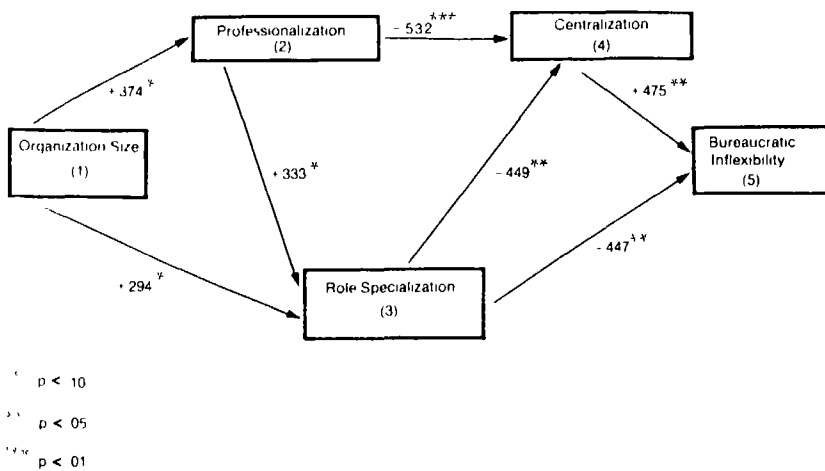 Professionalization
(2)
- 532***
Centralization
(4)
+ 374*
+ 475**
Organization Size
(1)
Bureaucratic
Inflexibility
(5)
+ 333*
- 449**
- 447**
+ 294*
Role Specialization
(3)
* p < 10
** p < 05
*** p < 01